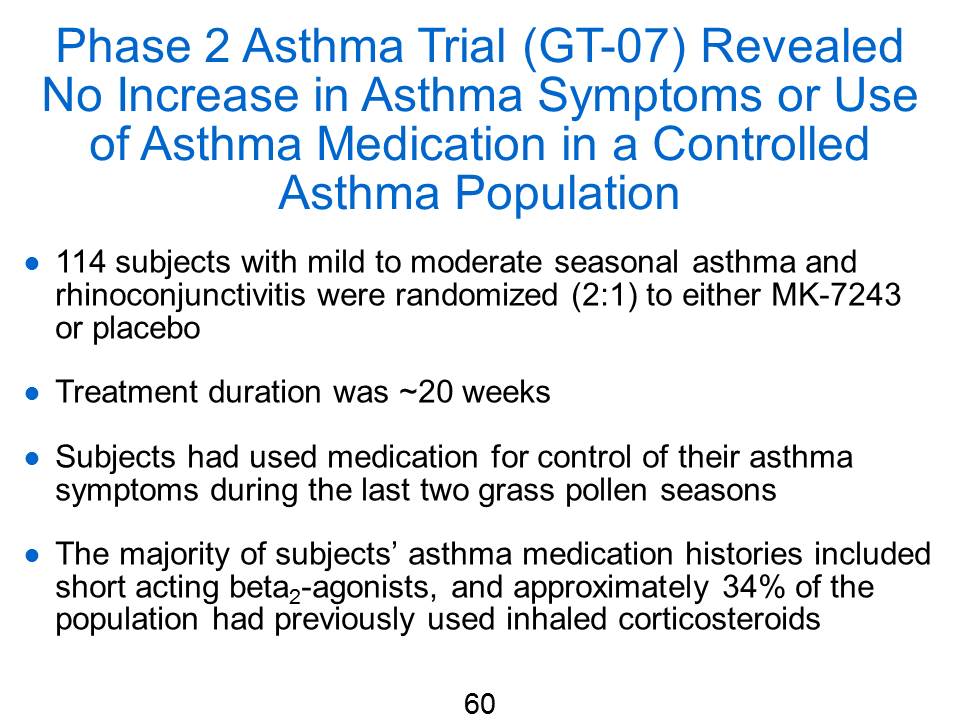 Phase 2 Asthma Trial (GT-07) Revealed
No Increase in Asthma Symptoms or Use
of Asthma Medication in a Controlled
Asthma Population
● 114 subjects with mild to moderate seasonal asthma and
rhinoconjunctivitis were randomized (2:1) to either MK-7243
or placebo
● Treatment duration was ~20 weeks
● Subjects had used medication for control of their asthma
symptoms during the last two grass pollen seasons
● The majority of subjects’ asthma medication histories included
short acting beta₂-agonists, and approximately 34% of the
population had previously used inhaled corticosteroids
60